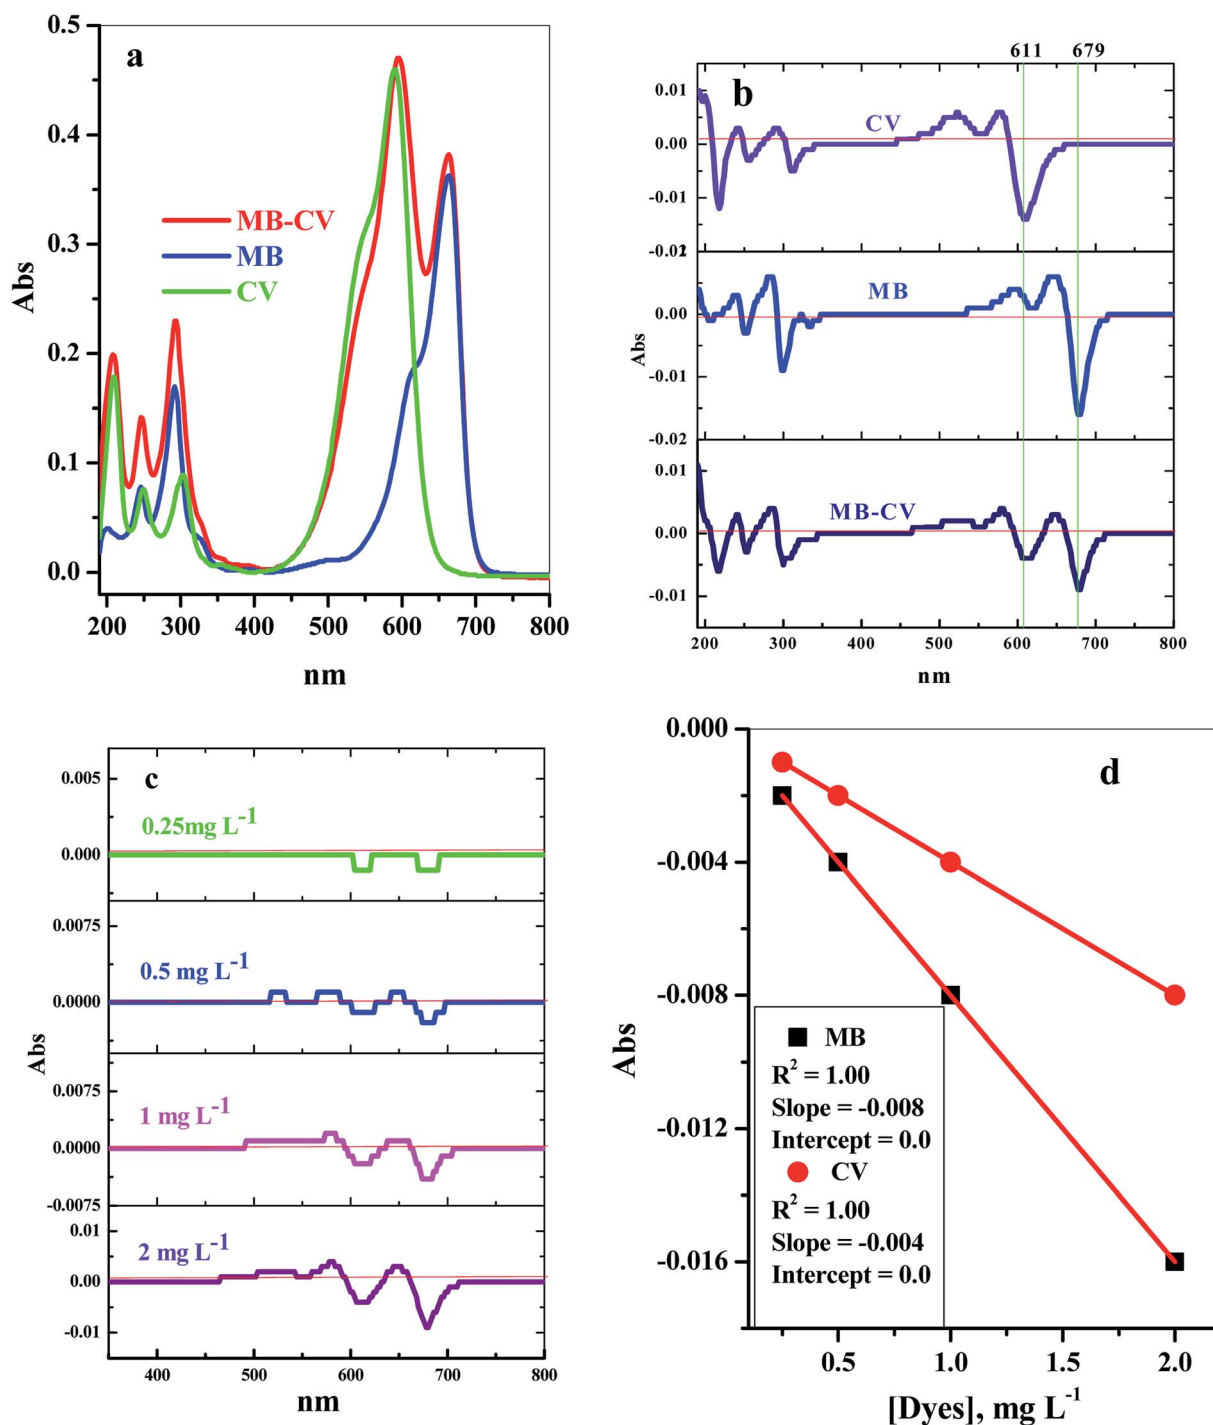 a
0.5
0.4
0.3
0.2
0.1
0.0
Abs
MB-CV
MB
CV
200 300 400 500 600 700 800
nm
611 679
b
CV
0.01
0.00
-0.01
-0.02
MB
0.00
-0.01
-0.02
Abs
MB-CV
0.01
0.00
-0.01
200 300 400 500 600 700 800
nm
c
0.005
0.25mg L⁻¹
0.000
0.0075
0.5 mg L⁻¹
0.0000
Abs
0.0075
1 mg L⁻¹
0.0000
-0.0075
0.01
2 mg L⁻¹
0.00
-0.01
400 500 600 700 800
nm
0.000
d
-0.004
-0.008
-0.012
-0.016
Abs
MB
R² = 1.00
Slope = -0.008
Intercept = 0.0
CV
R² = 1.00
Slope = -0.004
Intercept = 0.0
0.5 1.0 1.5 2.0
[Dyes], mg L⁻¹